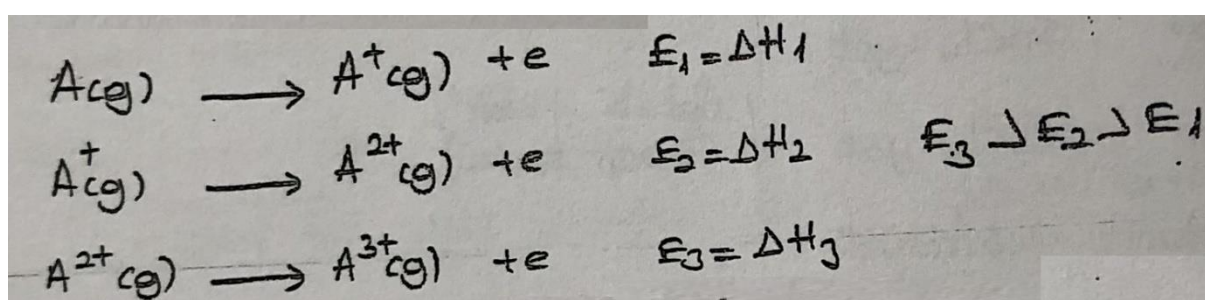 A(g) ⟶ A⁺(g) +e E₁=ΔH₁
A⁺(g) ⟶ A²⁺(g) +e E₂=ΔH₂ E₃ > E₂ > E₁
A²⁺(g) ⟶ A³⁺(g) +e E₃=ΔH₃